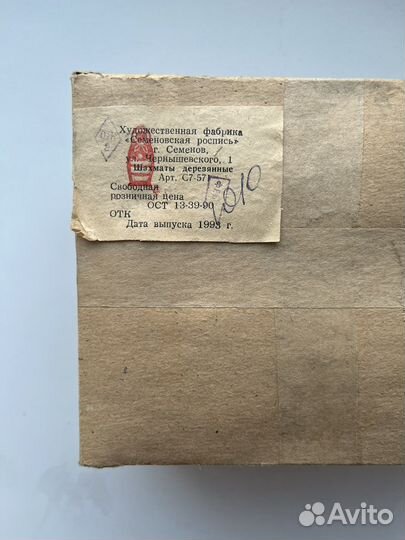 Художественная фабрика
«Семеновская роспись»
г. Семенов,
ул. Чернышевского, 1
Шахматы деревянные
Арт. С7-57
Свободная
розничная цена
ОСТ 13-39-90
ОТК
Дата выпуска 1993 г.
Avito